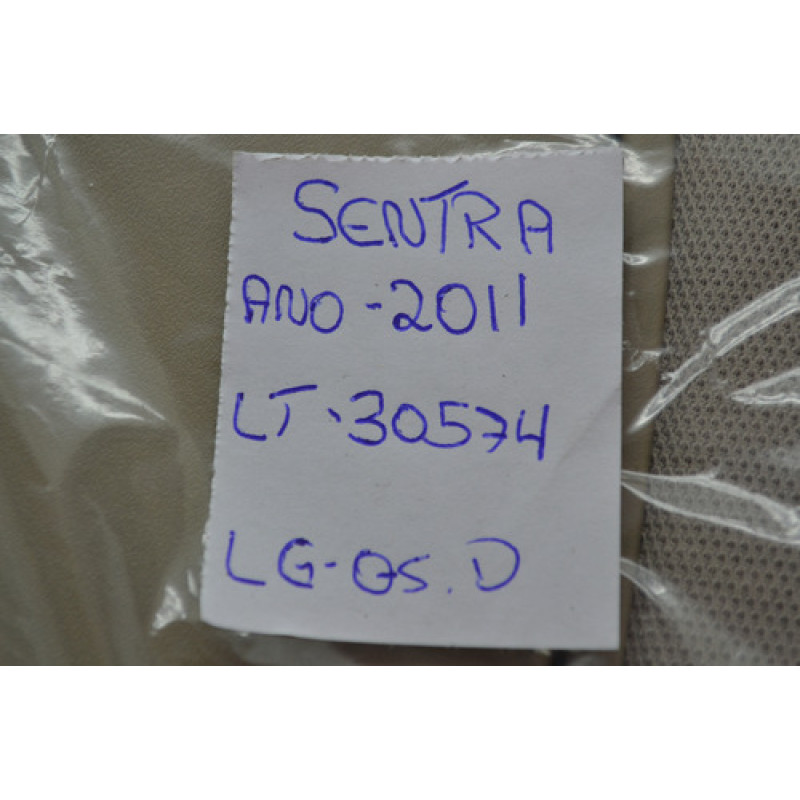 SENTRA
ANO-2011
LT-30574
LG-05.D